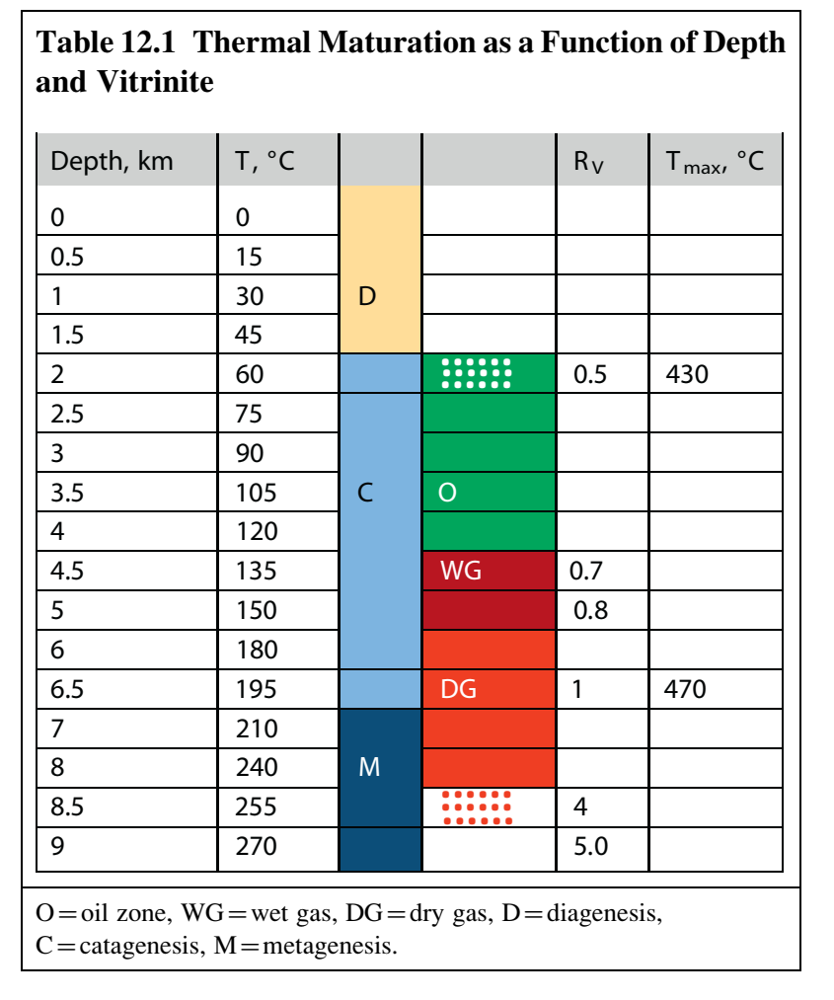 Table 12.1 Thermal Maturation as a Function of Depth
and Vitrinite
Depth, km T, °C R_V T_max, °C
0 0
0.5 15
1 30 D
1.5 45
2 60 0.5 430
2.5 75
3 90
3.5 105 C O
4 120
4.5 135 WG 0.7
5 150 0.8
6 180
6.5 195 DG 1 470
7 210
8 240 M
8.5 255 4
9 270 5.0
O=oil zone, WG=wet gas, DG=dry gas, D=diagenesis,
C=catagenesis, M=metagenesis.